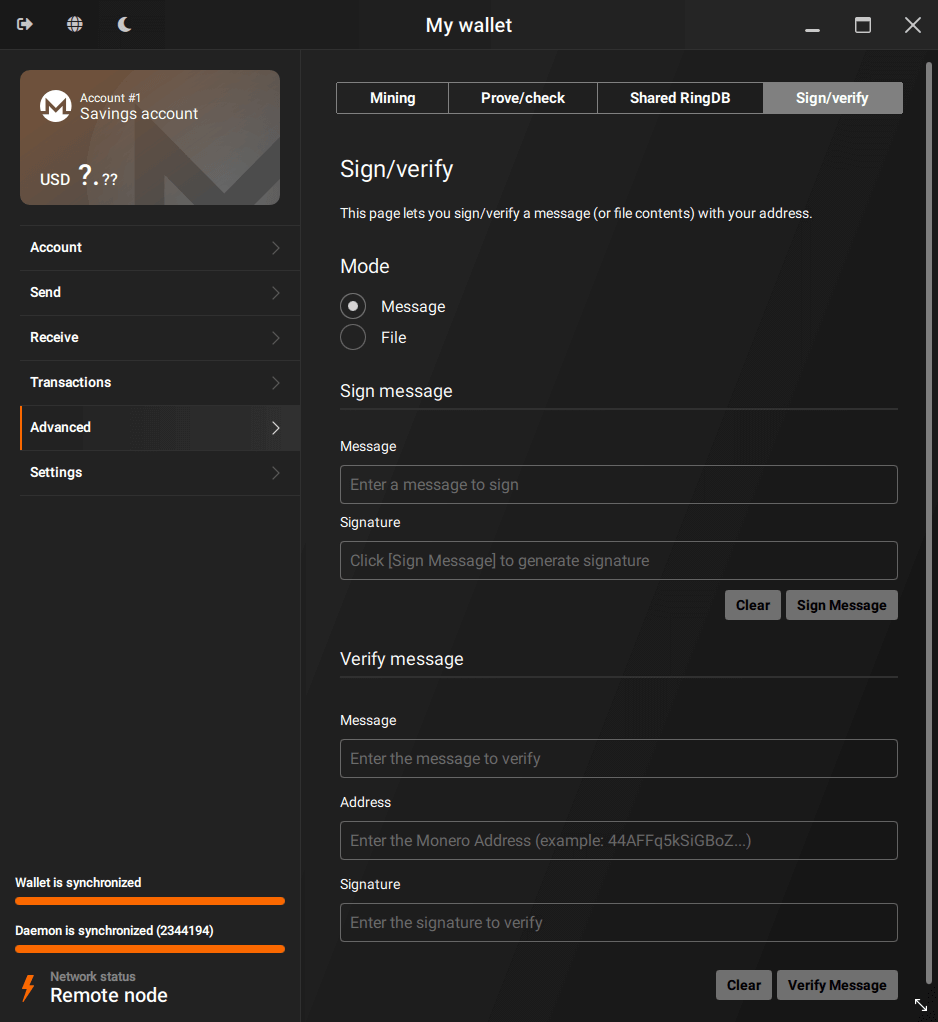 My wallet
Account #1
Savings account
USD ?.??
Account
Send
Receive
Transactions
Advanced
Settings
Wallet is synchronized
Daemon is synchronized (2344194)
Network status
Remote node
Mining
Prove/check
Shared RingDB
Sign/verify
Sign/verify
This page lets you sign/verify a message (or file contents) with your address.
Mode
Message
File
Sign message
Message
Enter a message to sign
Signature
Click [Sign Message] to generate signature
Clear
Sign Message
Verify message
Message
Enter the message to verify
Address
Enter the Monero Address (example: 44AFFq5kSiGBoZ...)
Signature
Enter the signature to verify
Clear
Verify Message